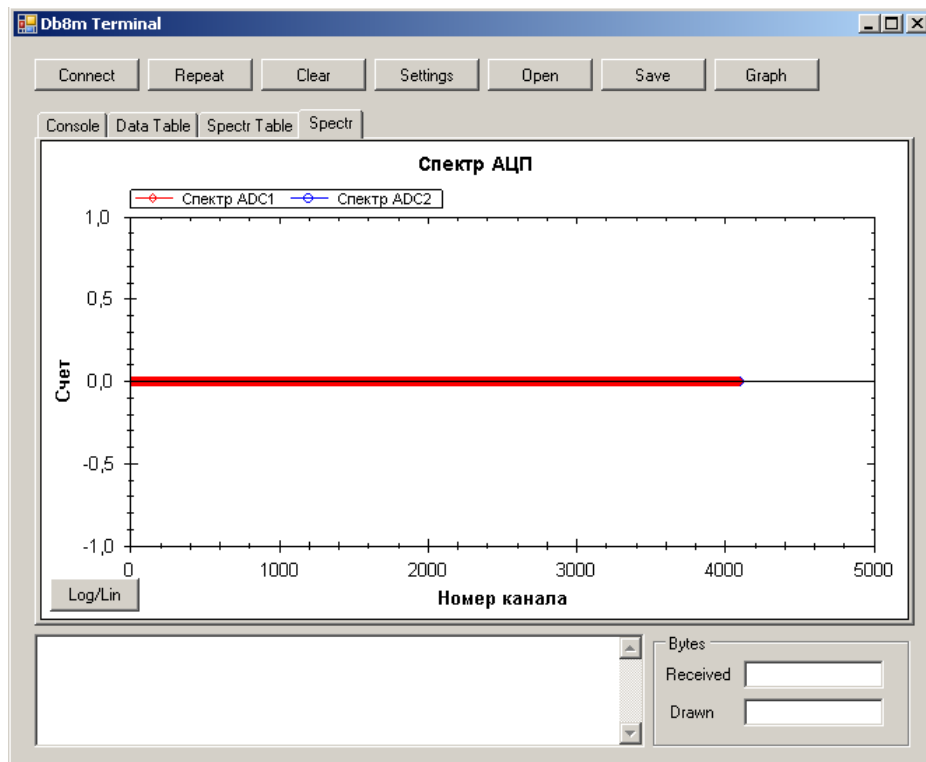 Db8m Terminal
Connect Repeat Clear Settings Open Save Graph
Console Data Table Spectr Table Spectr
Спектр АЦП
Спектр ADC1 Спектр ADC2
1,0
0,5
0,0
-0,5
-1,0
Счет
0 1000 2000 3000 4000 5000
Номер канала
Log/Lin
Bytes
Received
Drawn